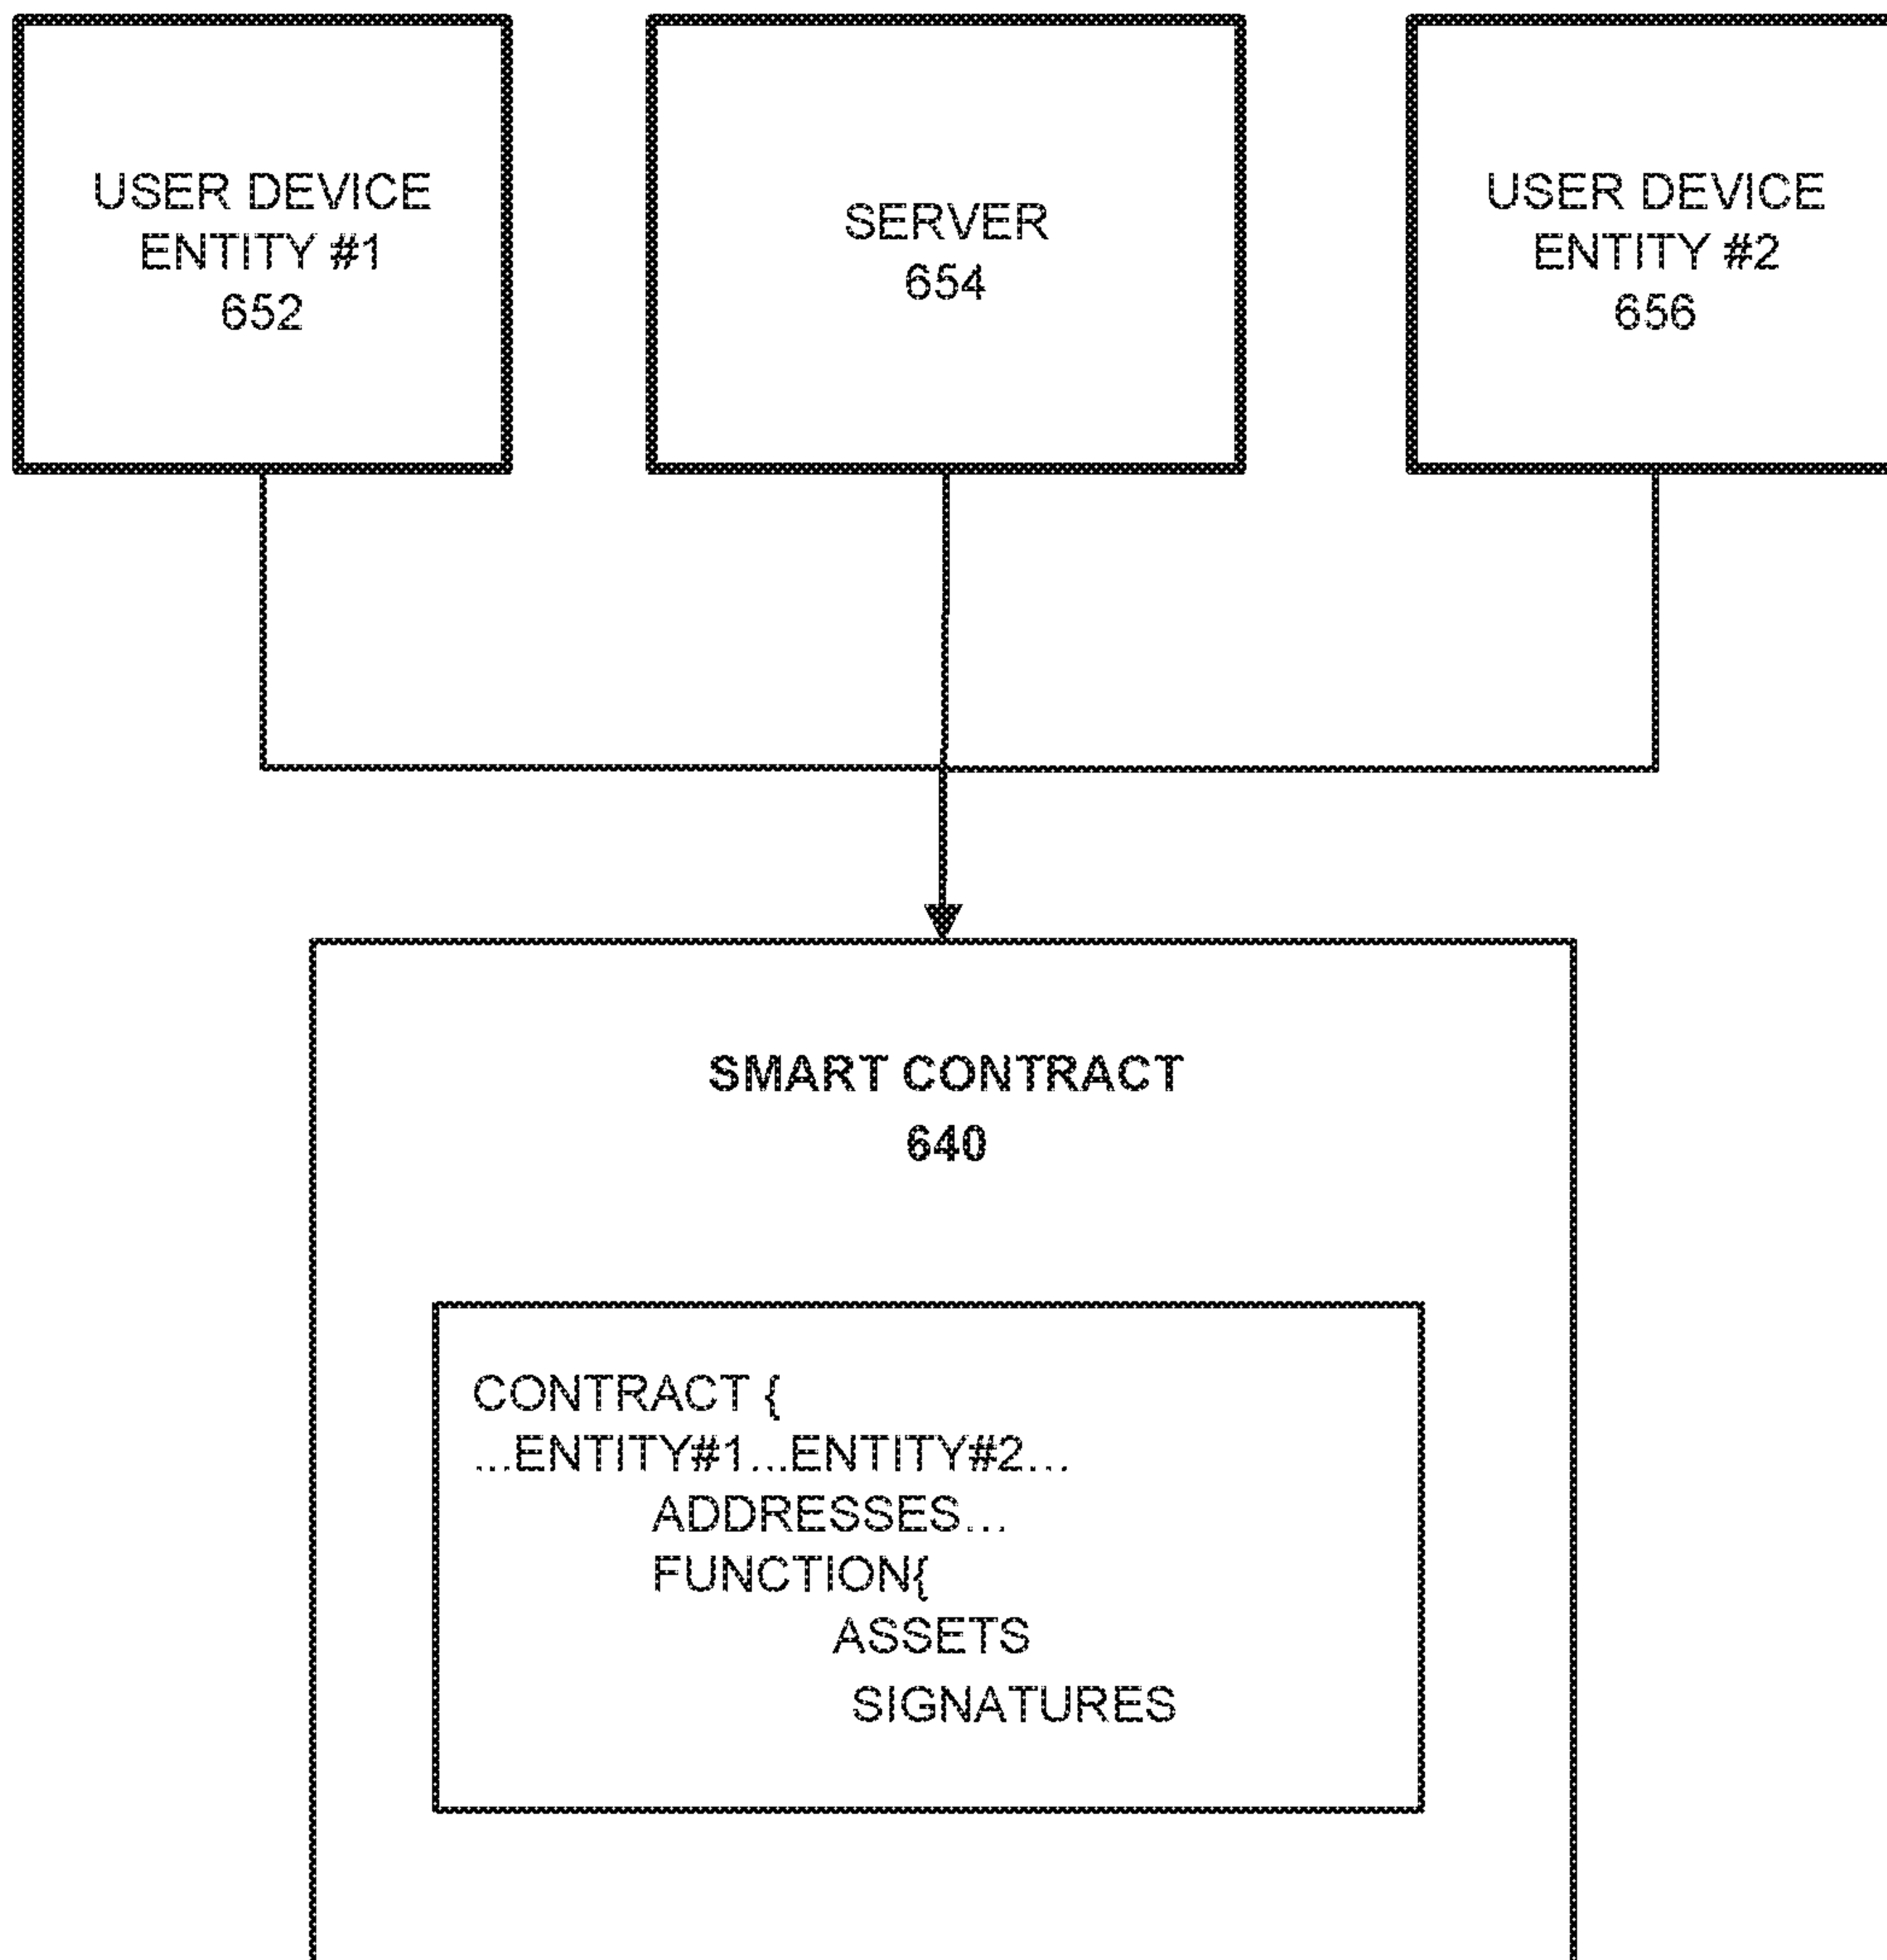 USER DEVICE
ENTITY #1
652
SERVER
654
USER DEVICE
ENTITY #2
656
SMART CONTRACT
640
CONTRACT {
...ENTITY#1...ENTITY#2...
ADDRESSES...
FUNCTION{
ASSETS
SIGNATURES